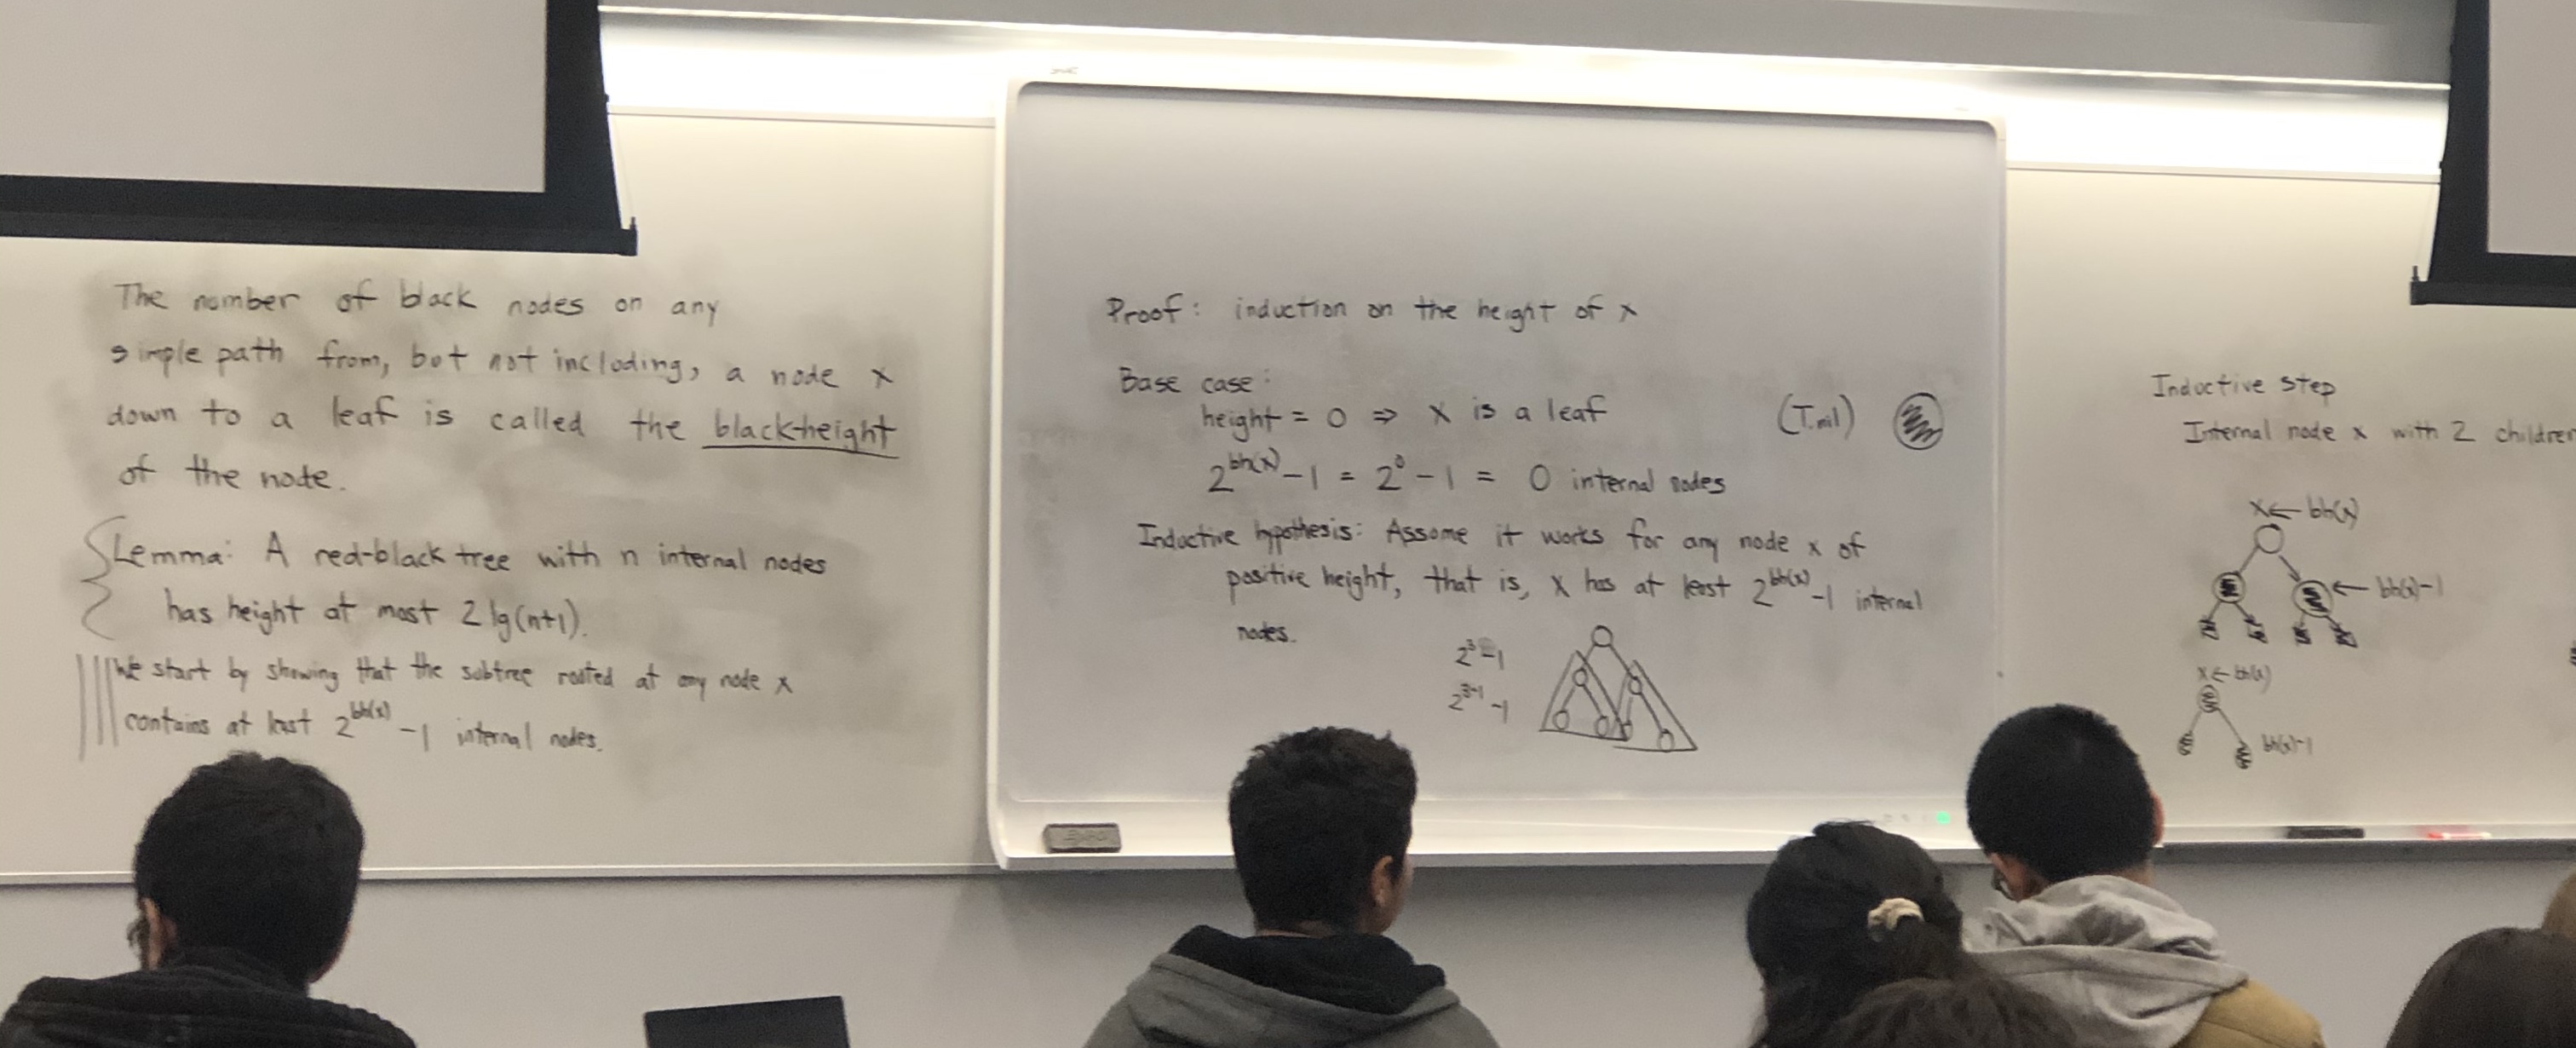 The number of black nodes on any
simple path from, but not including, a node x
down to a leaf is called the black-height
of the node.
Lemma: A red-black tree with n internal nodes
has height at most 2 lg(n+1).
We start by showing that the subtree rooted at any node x
contains at least 2^bh(x) - 1 internal nodes.
Proof: induction on the height of x
Base case:
height = 0 ⇒ x is a leaf (T.nil)
2^bh(x) - 1 = 2^0 - 1 = 0 internal nodes
Inductive hypothesis: Assume it works for any node x of
positive height, that is, x has at least 2^bh(x) - 1 internal
nodes.
2^3 - 1
2^3-1 - 1
Inductive step
Internal node x with 2 children
x ← bh(x)
← bh(x)-1
x ← bh(x)
bh(x)-1